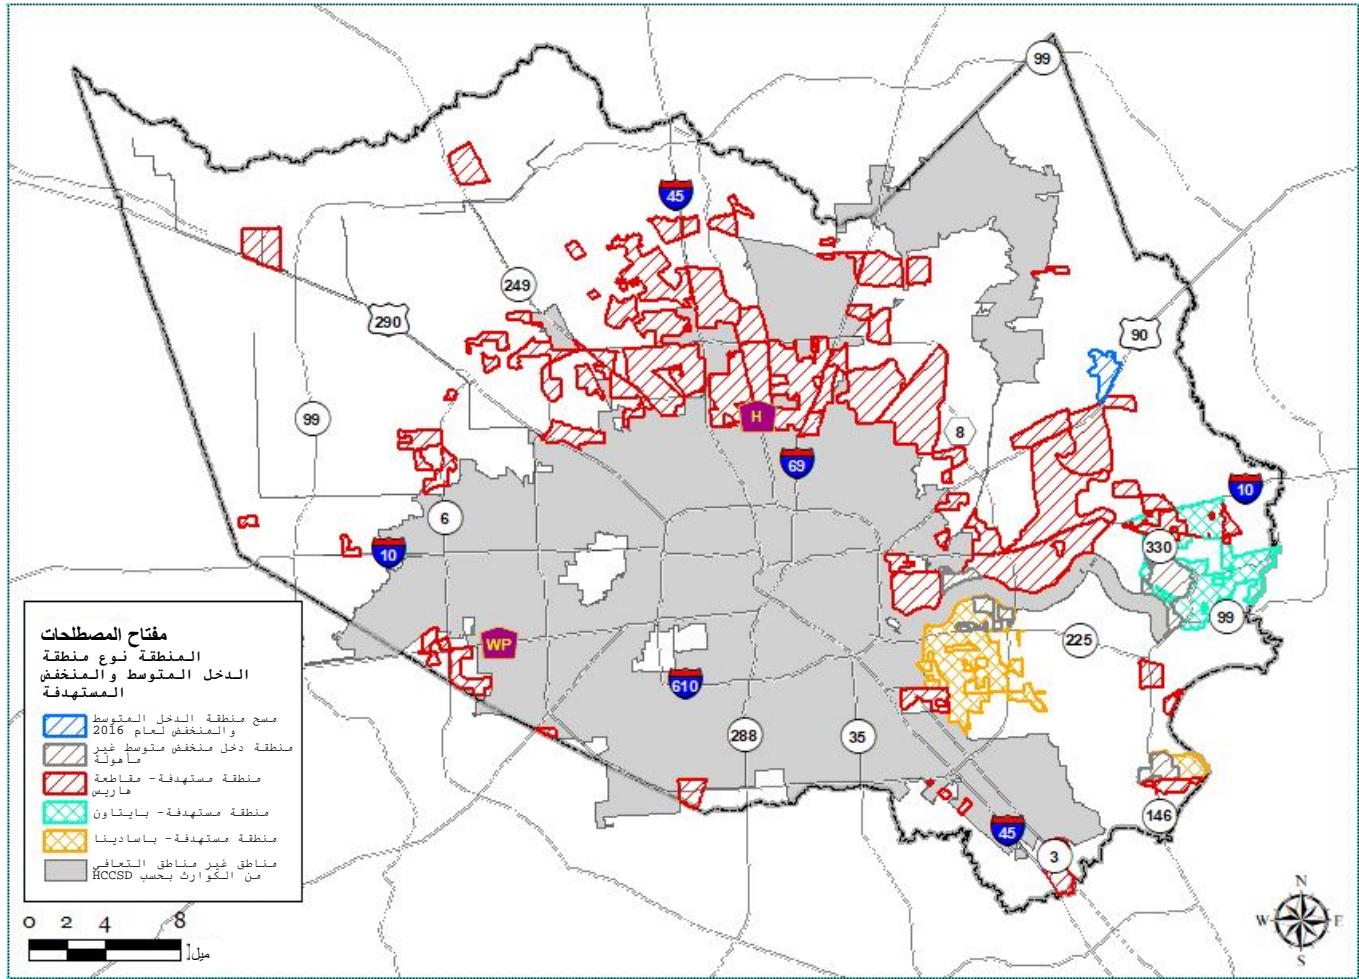 99
45
249
290
90
99
H
8
69
6
10
10
330
99
225
WP
610
288
35
146
45
3
مفتاح المصطلحات
المنطقة نوع منطقة
الدخل المتوسط والمنخفض
المستهدفة
مسح منطقة الدخل المتوسط
والمنخفض لعام 2016
منطقة دخل منخفض متوسط غير
مأهولة
منطقة مستهدفة- مقاطعة
هاريس
منطقة مستهدفة- بايتاون
منطقة مستهدفة- باسادينا
مناطق غير مناطق التعافي
من الكوارث بحسب HCCSD
0 2 4 8
ميل
N
W E
S